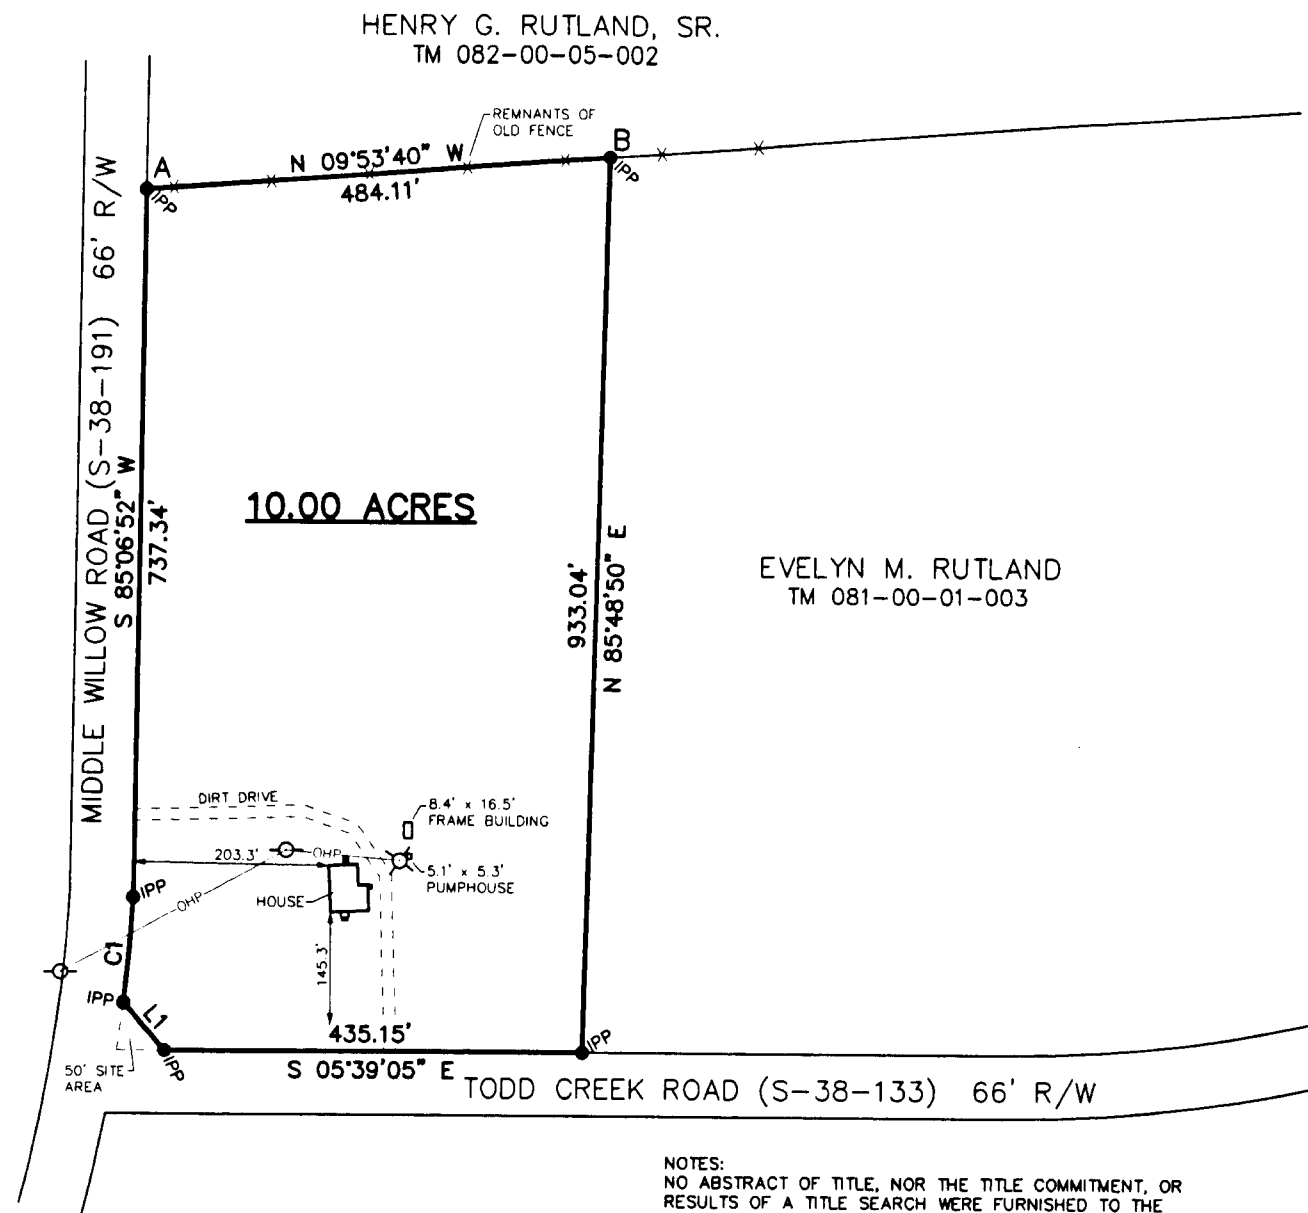 HENRY G. RUTLAND, SR.
TM 082-00-05-002
REMNANTS OF
OLD FENCE
A
B
N 09°53'40" W
484.11'
IPP
IPP
MIDDLE WILLOW ROAD (S-38-191) 66' R/W
S 85°06'52" W
737.34'
10.00 ACRES
933.04'
N 85°48'50" E
EVELYN M. RUTLAND
TM 081-00-01-003
DIRT DRIVE
8.4' x 16.5'
FRAME BUILDING
203.3'
OHP
5.1' x 5.3'
PUMPHOUSE
IPP
OHP
HOUSE
C1
145.3'
IPP
L1
435.15'
IPP
IPP
50' SITE
AREA
S 05°39'05" E
TODD CREEK ROAD (S-38-133) 66' R/W
NOTES:
NO ABSTRACT OF TITLE, NOR THE TITLE COMMITMENT, OR
RESULTS OF A TITLE SEARCH WERE FURNISHED TO THE